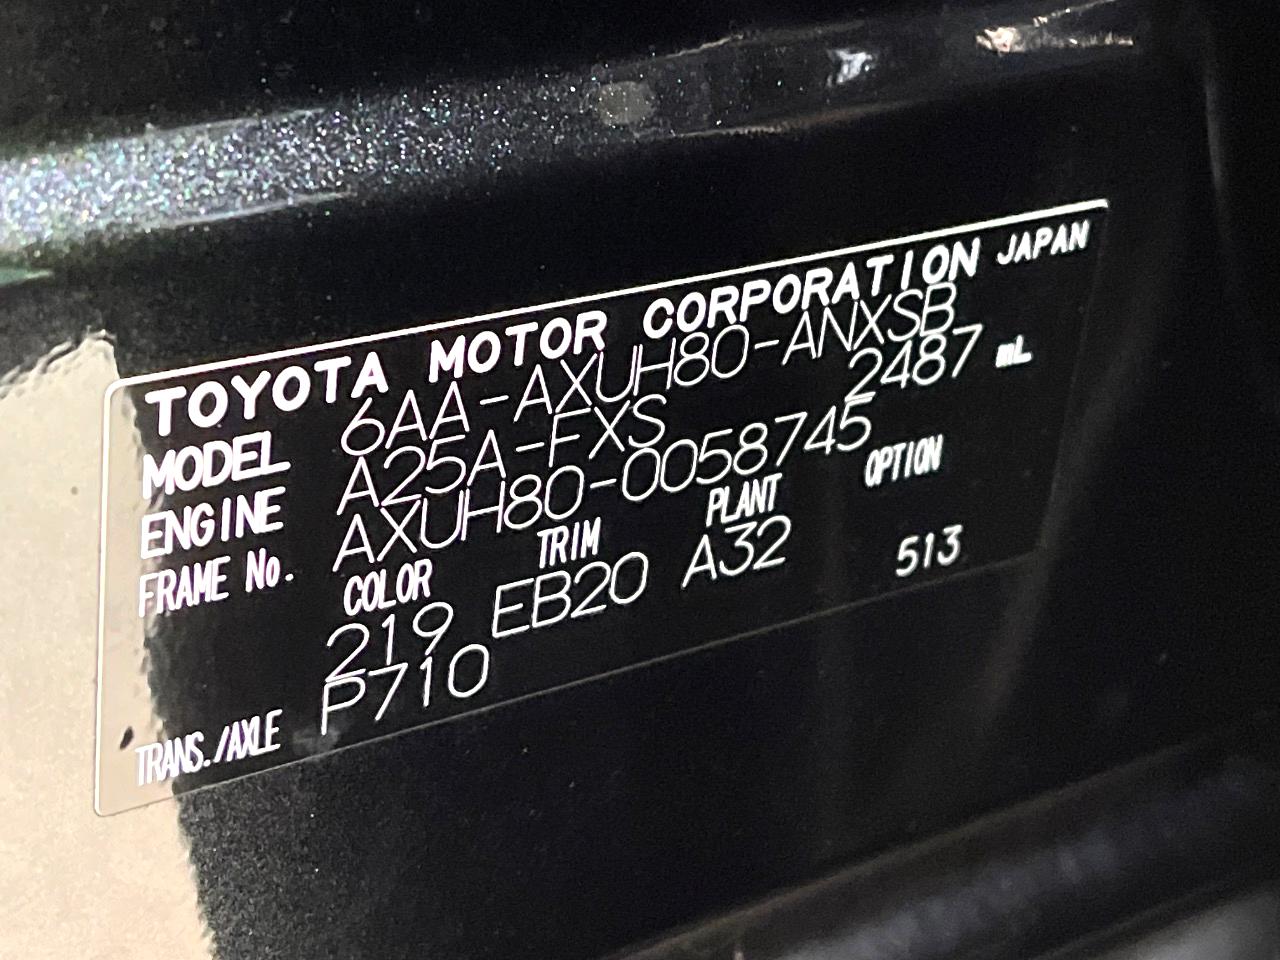 TOYOTA MOTOR CORPORATION JAPAN
MODEL 6AA-AXUH80-ANXSB
ENGINE A25A-FXS 2487 mL
FRAME No. AXUH80-0058745
COLOR TRIM PLANT OPTION
219 EB20 A32 513
TRANS./AXLE P710